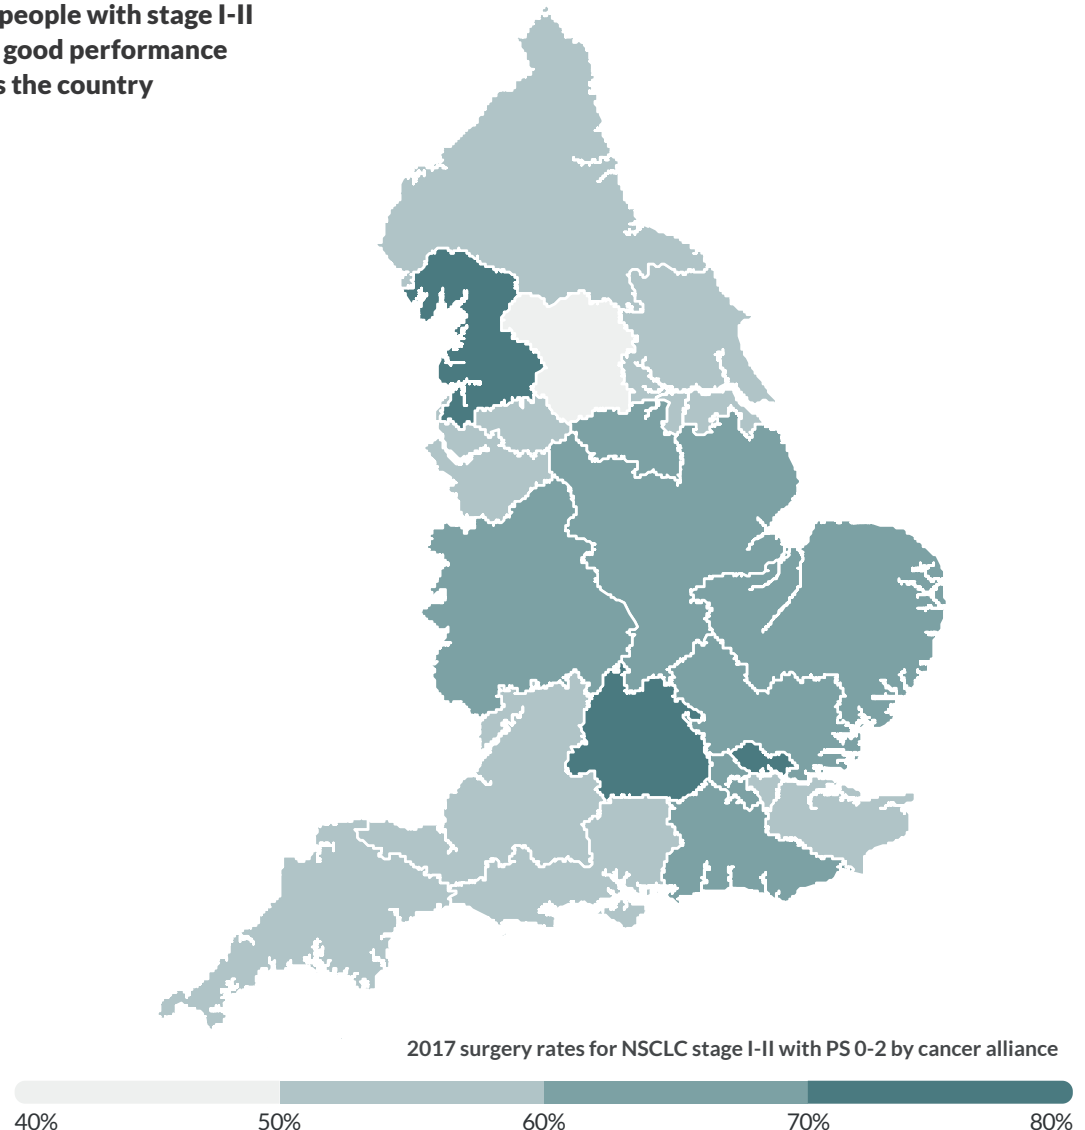 people with stage I-II
good performance
s the country
2017 surgery rates for NSCLC stage I-II with PS 0-2 by cancer alliance
40% 50% 60% 70% 80%